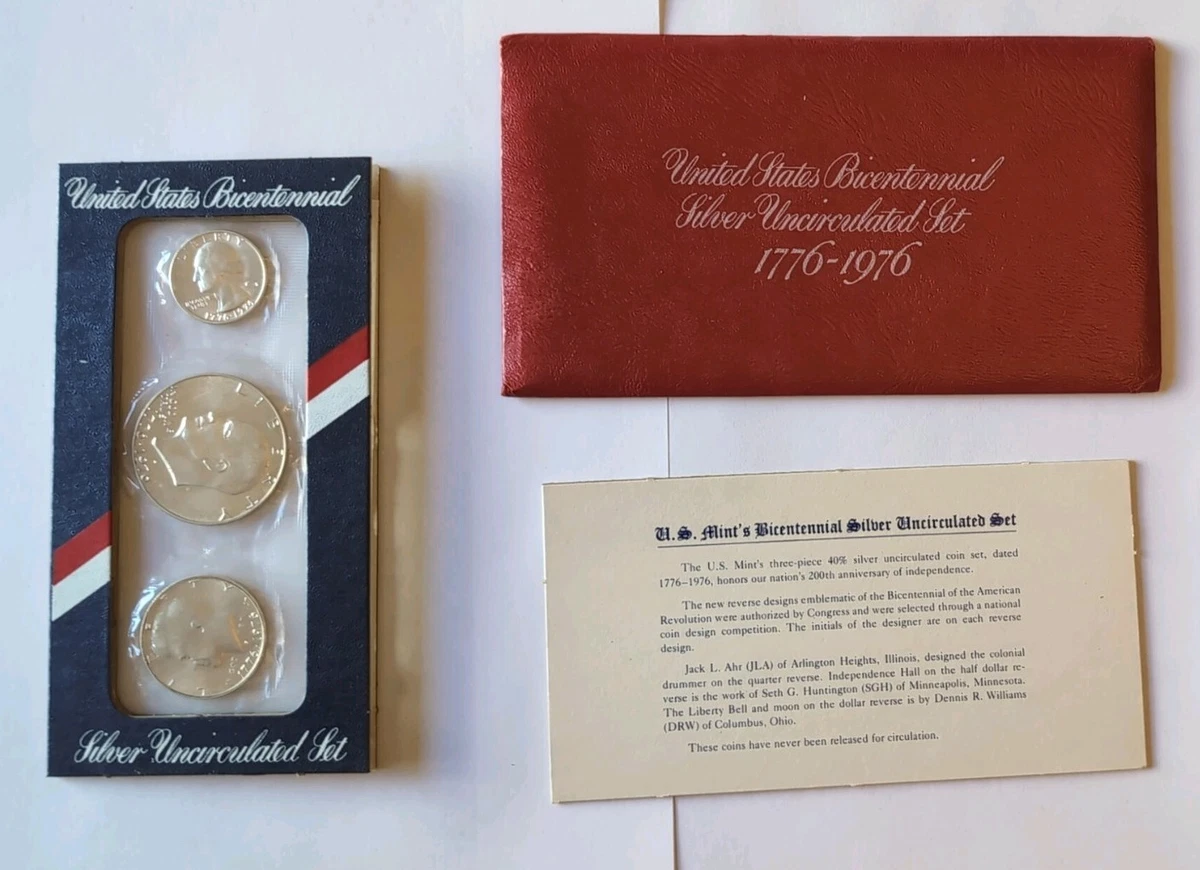 United States Bicentennial
LIBERTY
1776-1976
LIBERTY
Silver Uncirculated Set
United States Bicentennial
Silver Uncirculated Set
1776-1976
U.S. Mint's Bicentennial Silver Uncirculated Set
The U.S. Mint's three-piece 40% silver uncirculated coin set, dated
1776–1976, honors our nation's 200th anniversary of independence.
The new reverse designs emblematic of the Bicentennial of the American
Revolution were authorized by Congress and were selected through a national
coin design competition. The initials of the designer are on each reverse
design.
Jack L. Ahr (JLA) of Arlington Heights, Illinois, designed the colonial
drummer on the quarter reverse. Independence Hall on the half dollar re-
verse is the work of Seth G. Huntington (SGH) of Minneapolis, Minnesota.
The Liberty Bell and moon on the dollar reverse is by Dennis R. Williams
(DRW) of Columbus, Ohio.
These coins have never been released for circulation.